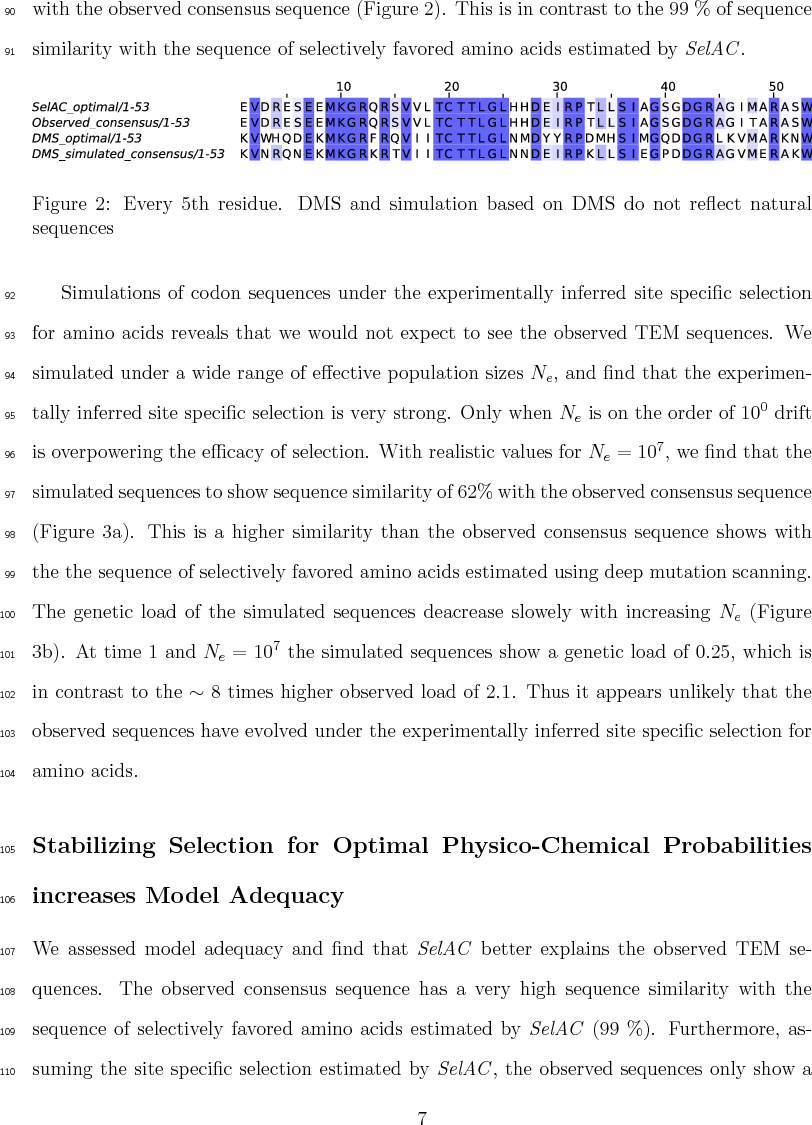 90 with the observed consensus sequence (Figure 2). This is in contrast to the 99 % of sequence
91 similarity with the sequence of selectively favored amino acids estimated by SelAC.
10 20 30 40 50
SelAC_optimal/1-53 EVDRESEEMKGRQRSVVLTCTTLGLHHDEIRPTLLSIAGSGDGRAGIMARASW
Observed_consensus/1-53 EVDRESEEMKGRQRSVVLTCTTLGLHHDEIRPTLLSIAGSGDGRAGITARASW
DMS_optimal/1-53 KVWHQDEKMKGRFRQVIITCTTLGLNMDYYRPDMHSIMGQDDGRLKVMARKNW
DMS_simulated_consensus/1-53 KVNRQNEKMKGRKRTVIITCTTLGLNNDEIRPKLLSIEGPDDGRAGVMERAKW
Figure 2: Every 5th residue. DMS and simulation based on DMS do not reflect natural
sequences
92 Simulations of codon sequences under the experimentally inferred site specific selection
93 for amino acids reveals that we would not expect to see the observed TEM sequences. We
94 simulated under a wide range of effective population sizes Ne, and find that the experimen-
95 tally inferred site specific selection is very strong. Only when Ne is on the order of 10⁰ drift
96 is overpowering the efficacy of selection. With realistic values for Ne = 10⁷, we find that the
97 simulated sequences to show sequence similarity of 62% with the observed consensus sequence
98 (Figure 3a). This is a higher similarity than the observed consensus sequence shows with
99 the the sequence of selectively favored amino acids estimated using deep mutation scanning.
100 The genetic load of the simulated sequences deacrease slowely with increasing Ne (Figure
101 3b). At time 1 and Ne = 10⁷ the simulated sequences show a genetic load of 0.25, which is
102 in contrast to the ∼ 8 times higher observed load of 2.1. Thus it appears unlikely that the
103 observed sequences have evolved under the experimentally inferred site specific selection for
104 amino acids.
105 Stabilizing Selection for Optimal Physico-Chemical Probabilities
106 increases Model Adequacy
107 We assessed model adequacy and find that SelAC better explains the observed TEM se-
108 quences. The observed consensus sequence has a very high sequence similarity with the
109 sequence of selectively favored amino acids estimated by SelAC (99 %). Furthermore, as-
110 suming the site specific selection estimated by SelAC, the observed sequences only show a
7